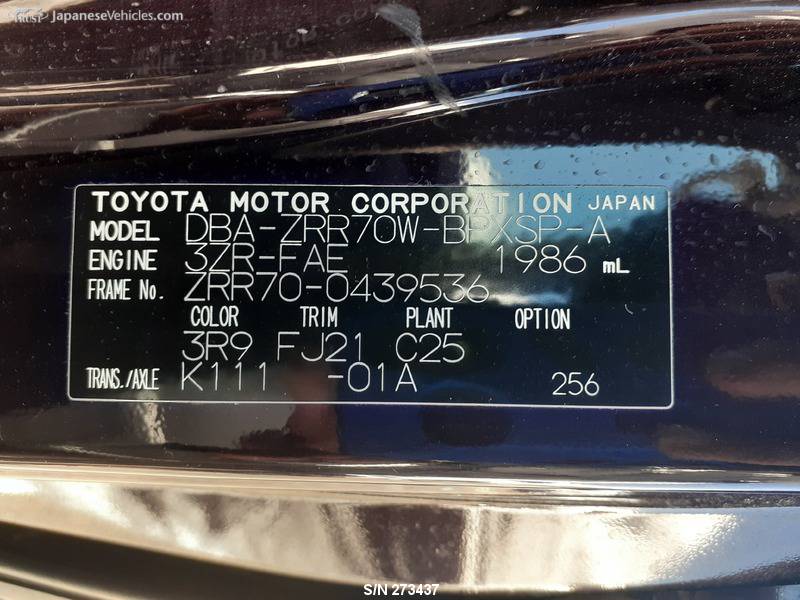 JapaneseVehicles.com
TOYOTA MOTOR CORPORATION JAPAN
MODEL DBA-ZRR70W-BPXSP-A
ENGINE 3ZR-FAE 1986 mL
FRAME No. ZRR70-0439536
COLOR TRIM PLANT OPTION
3R9 FJ21 C25
TRANS./AXLE K111 -01A 256
S/N 273437